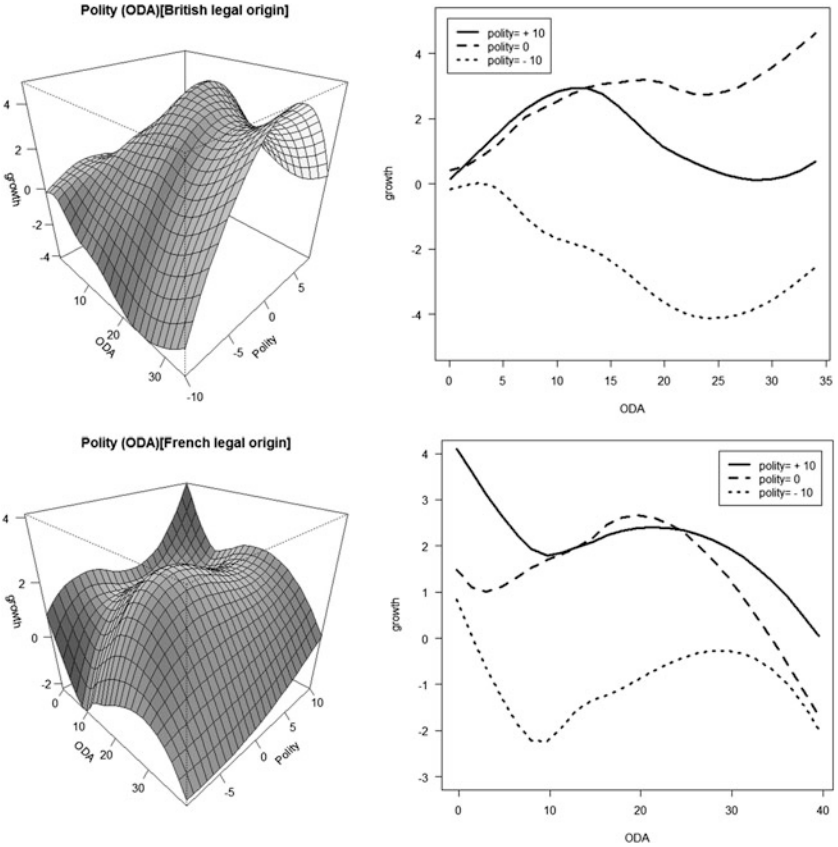 Polity (ODA)[British legal origin]
4
2
0
-2
-4
growth
10
20
30
ODA
-10
-5
0
5
Polity
polity= + 10
polity= 0
polity= - 10
4
2
0
-2
-4
growth
0 5 10 15 20 25 30 35
ODA
Polity (ODA)[French legal origin]
4
2
0
-2
growth
0
10
20
30
ODA
-5
0
5
10
Polity
polity= + 10
polity= 0
polity= - 10
4
3
2
1
0
-1
-2
-3
growth
0 10 20 30 40
ODA